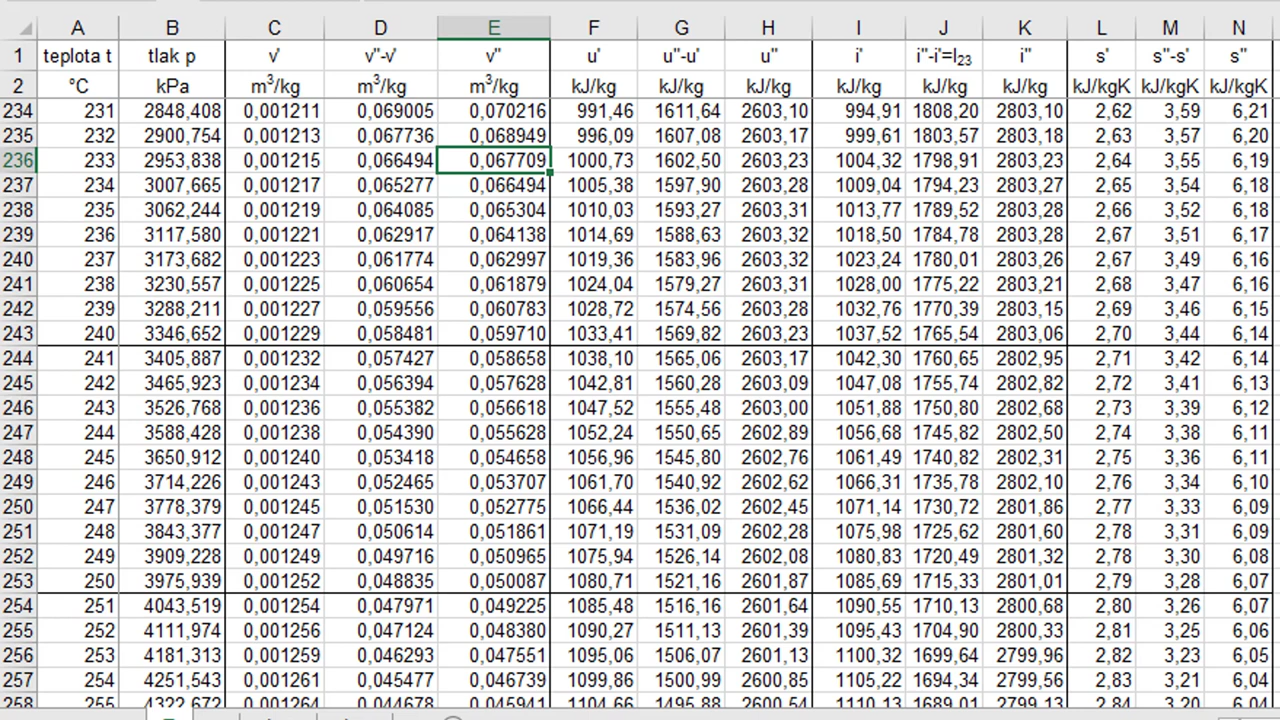 A B C D E F G H I J K L M N
1 teplota t tlak p v' v"-v' v" u' u"-u' u" i' i"-i'=l23 i" s' s"-s' s"
2 °C kPa m³/kg m³/kg m³/kg kJ/kg kJ/kg kJ/kg kJ/kg kJ/kg kJ/kg kJ/kgK kJ/kgK kJ/kgK
234 231 2848,408 0,001211 0,069005 0,070216 991,46 1611,64 2603,10 994,91 1808,20 2803,10 2,62 3,59 6,21
235 232 2900,754 0,001213 0,067736 0,068949 996,09 1607,08 2603,17 999,61 1803,57 2803,18 2,63 3,57 6,20
236 233 2953,838 0,001215 0,066494 0,067709 1000,73 1602,50 2603,23 1004,32 1798,91 2803,23 2,64 3,55 6,19
237 234 3007,665 0,001217 0,065277 0,066494 1005,38 1597,90 2603,28 1009,04 1794,23 2803,27 2,65 3,54 6,18
238 235 3062,244 0,001219 0,064085 0,065304 1010,03 1593,27 2603,31 1013,77 1789,52 2803,28 2,66 3,52 6,18
239 236 3117,580 0,001221 0,062917 0,064138 1014,69 1588,63 2603,32 1018,50 1784,78 2803,28 2,67 3,51 6,17
240 237 3173,682 0,001223 0,061774 0,062997 1019,36 1583,96 2603,32 1023,24 1780,01 2803,26 2,67 3,49 6,16
241 238 3230,557 0,001225 0,060654 0,061879 1024,04 1579,27 2603,31 1028,00 1775,22 2803,21 2,68 3,47 6,16
242 239 3288,211 0,001227 0,059556 0,060783 1028,72 1574,56 2603,28 1032,76 1770,39 2803,15 2,69 3,46 6,15
243 240 3346,652 0,001229 0,058481 0,059710 1033,41 1569,82 2603,23 1037,52 1765,54 2803,06 2,70 3,44 6,14
244 241 3405,887 0,001232 0,057427 0,058658 1038,10 1565,06 2603,17 1042,30 1760,65 2802,95 2,71 3,42 6,14
245 242 3465,923 0,001234 0,056394 0,057628 1042,81 1560,28 2603,09 1047,08 1755,74 2802,82 2,72 3,41 6,13
246 243 3526,768 0,001236 0,055382 0,056618 1047,52 1555,48 2603,00 1051,88 1750,80 2802,68 2,73 3,39 6,12
247 244 3588,428 0,001238 0,054390 0,055628 1052,24 1550,65 2602,89 1056,68 1745,82 2802,50 2,74 3,38 6,11
248 245 3650,912 0,001240 0,053418 0,054658 1056,96 1545,80 2602,76 1061,49 1740,82 2802,31 2,75 3,36 6,11
249 246 3714,226 0,001243 0,052465 0,053707 1061,70 1540,92 2602,62 1066,31 1735,78 2802,10 2,76 3,34 6,10
250 247 3778,379 0,001245 0,051530 0,052775 1066,44 1536,02 2602,45 1071,14 1730,72 2801,86 2,77 3,33 6,09
251 248 3843,377 0,001247 0,050614 0,051861 1071,19 1531,09 2602,28 1075,98 1725,62 2801,60 2,78 3,31 6,09
252 249 3909,228 0,001249 0,049716 0,050965 1075,94 1526,14 2602,08 1080,83 1720,49 2801,32 2,78 3,30 6,08
253 250 3975,939 0,001252 0,048835 0,050087 1080,71 1521,16 2601,87 1085,69 1715,33 2801,01 2,79 3,28 6,07
254 251 4043,519 0,001254 0,047971 0,049225 1085,48 1516,16 2601,64 1090,55 1710,13 2800,68 2,80 3,26 6,07
255 252 4111,974 0,001256 0,047124 0,048380 1090,27 1511,13 2601,39 1095,43 1704,90 2800,33 2,81 3,25 6,06
256 253 4181,313 0,001259 0,046293 0,047551 1095,06 1506,07 2601,13 1100,32 1699,64 2799,96 2,82 3,23 6,05
257 254 4251,543 0,001261 0,045477 0,046739 1099,86 1500,99 2600,85 1105,22 1694,34 2799,56 2,83 3,21 6,04
258 255 4322,672 0,001264 0,044678 0,045941 1104,66 1495,88 2600,54 1110,13 1689,01 2799,13 2,84 3,20 6,04